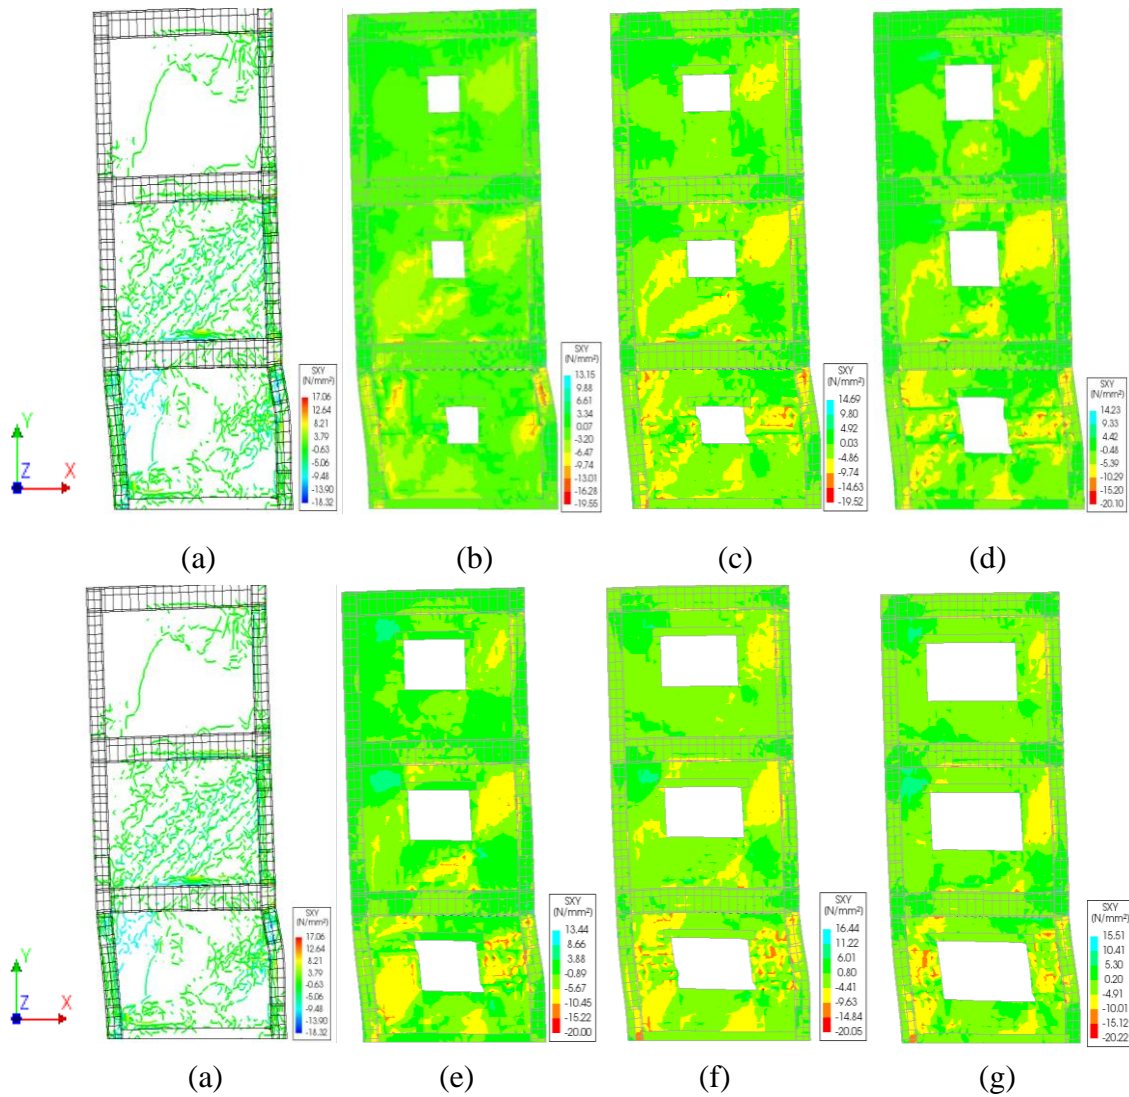 SXY
(N/mm²)
17.06
12.64
8.21
3.79
-0.63
-5.06
-9.48
-13.90
-18.32
SXY
(N/mm²)
13.15
9.88
6.61
3.34
0.07
-3.20
-6.47
-9.74
-13.01
-16.28
-19.55
SXY
(N/mm²)
14.69
9.80
4.92
0.03
-4.86
-9.74
-14.63
-19.52
SXY
(N/mm²)
14.23
9.33
4.42
-0.48
-5.39
-10.29
-15.20
-20.10
Y
Z
X
(a)
(b)
(c)
(d)
SXY
(N/mm²)
17.06
12.64
8.21
3.79
-0.63
-5.06
-9.48
-13.90
-18.32
SXY
(N/mm²)
13.44
8.66
3.88
-0.89
-5.67
-10.45
-15.22
-20.00
SXY
(N/mm²)
16.44
11.22
6.01
0.80
-4.41
-9.63
-14.84
-20.05
SXY
(N/mm²)
15.51
10.41
5.30
0.20
-4.91
-10.01
-15.12
-20.22
Y
Z
X
(a)
(e)
(f)
(g)